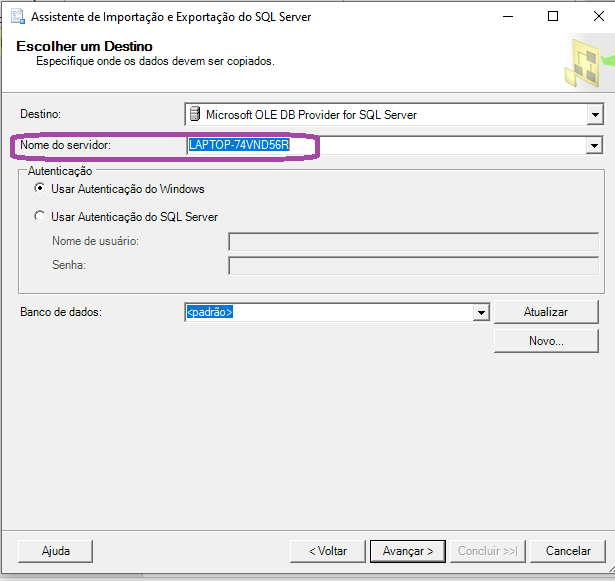 Assistente de Importação e Exportação do SQL Server
Escolher um Destino
Especifique onde os dados devem ser copiados.
Destino: Microsoft OLE DB Provider for SQL Server
Nome do servidor: LAPTOP-74VND56R
Autenticação
Usar Autenticação do Windows
Usar Autenticação do SQL Server
Nome de usuário:
Senha:
Banco de dados: <padrão> Atualizar
Novo...
Ajuda < Voltar Avançar > Concluir >>| Cancelar